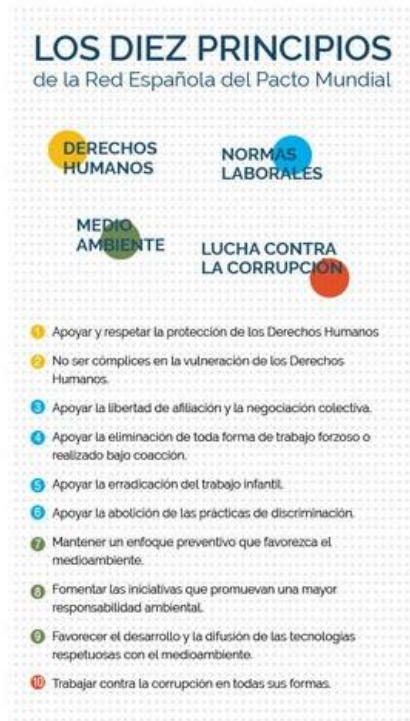 LOS DIEZ PRINCIPIOS
de la Red Española del Pacto Mundial
DERECHOS
HUMANOS
NORMAS
LABORALES
MEDIO
AMBIENTE
LUCHA CONTRA
LA CORRUPCIÓN
1 Apoyar y respetar la protección de los Derechos Humanos
2 No ser cómplices en la vulneración de los Derechos
Humanos.
3 Apoyar la libertad de afiliación y la negociación colectiva.
4 Apoyar la eliminación de toda forma de trabajo forzoso o
realizado bajo coacción.
5 Apoyar la erradicación del trabajo infantil.
6 Apoyar la abolición de las prácticas de discriminación.
7 Mantener un enfoque preventivo que favorezca el
medioambiente.
8 Fomentar las iniciativas que promuevan una mayor
responsabilidad ambiental.
9 Favorecer el desarrollo y la difusión de las tecnologías
respetuosas con el medioambiente.
10 Trabajar contra la corrupción en todas sus formas.